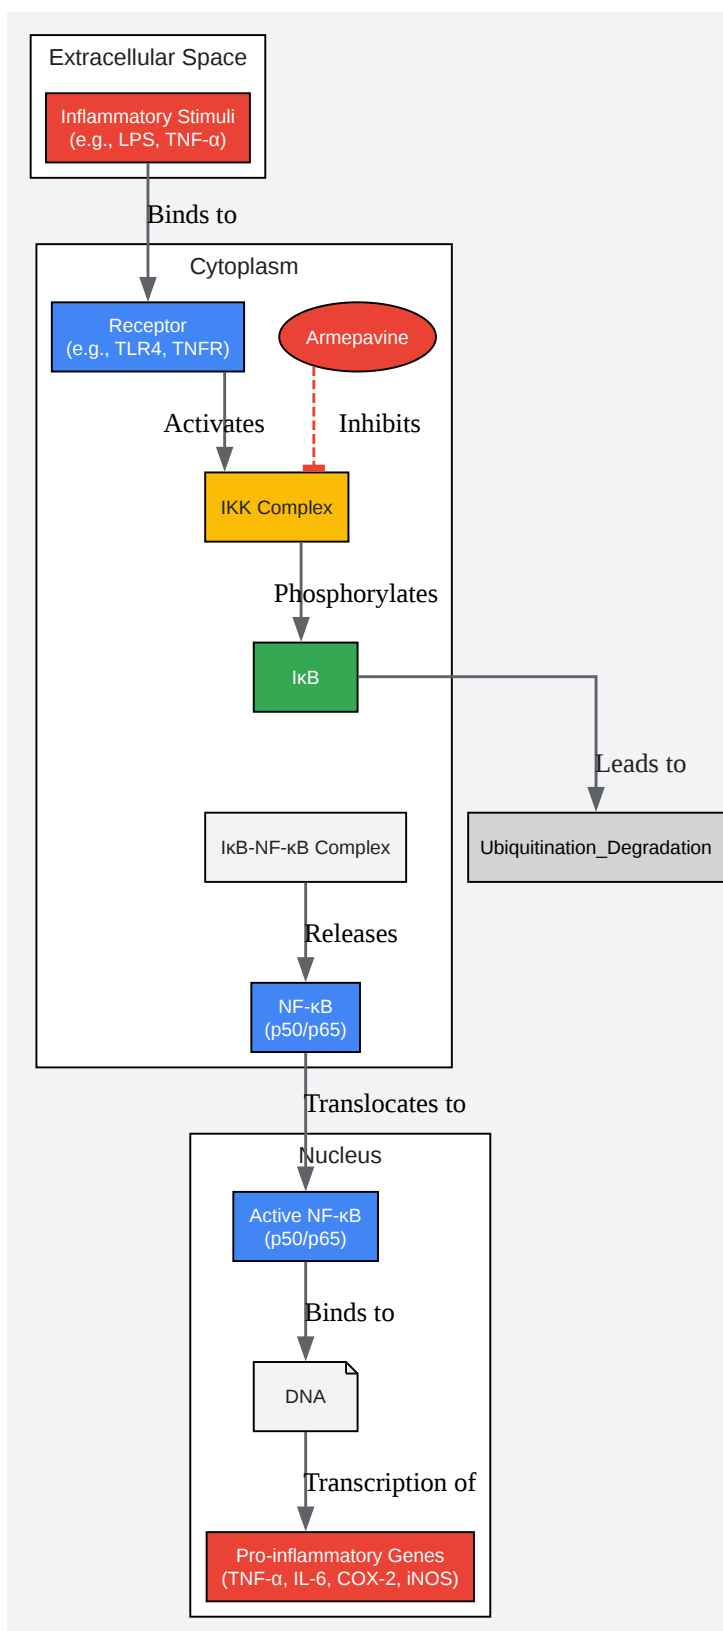 Extracellular Space
Inflammatory Stimuli
(e.g., LPS, TNF-α)
Binds to
Cytoplasm
Receptor
(e.g., TLR4, TNFR)
Armepavine
Activates
Inhibits
IKK Complex
Phosphorylates
IκB
Leads to
IκB-NF-κB Complex
Ubiquitination_Degradation
Releases
NF-κB
(p50/p65)
Translocates to
Nucleus
Active NF-κB
(p50/p65)
Binds to
DNA
Transcription of
Pro-inflammatory Genes
(TNF-α, IL-6, COX-2, iNOS)